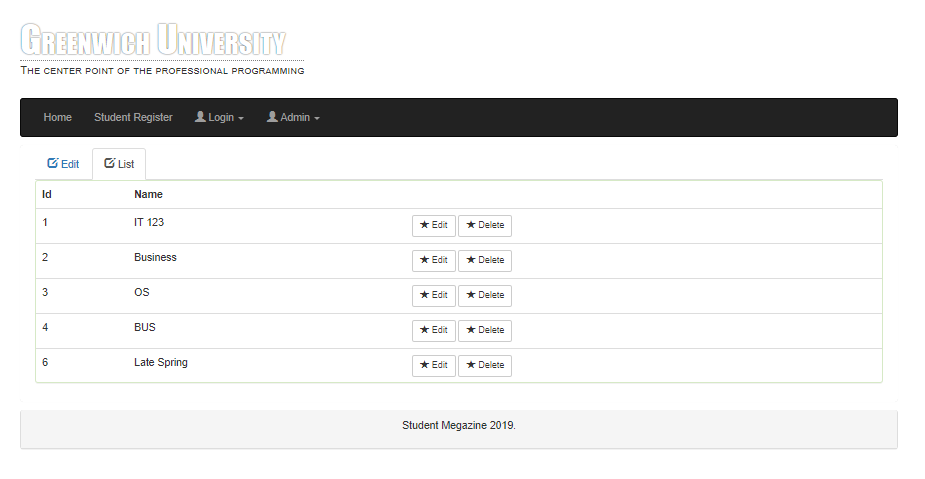 Greenwich University
The center point of the professional programming
Home Student Register Login Admin
Edit List
Id Name
1 IT 123 Edit Delete
2 Business Edit Delete
3 OS Edit Delete
4 BUS Edit Delete
6 Late Spring Edit Delete
Student Megazine 2019.